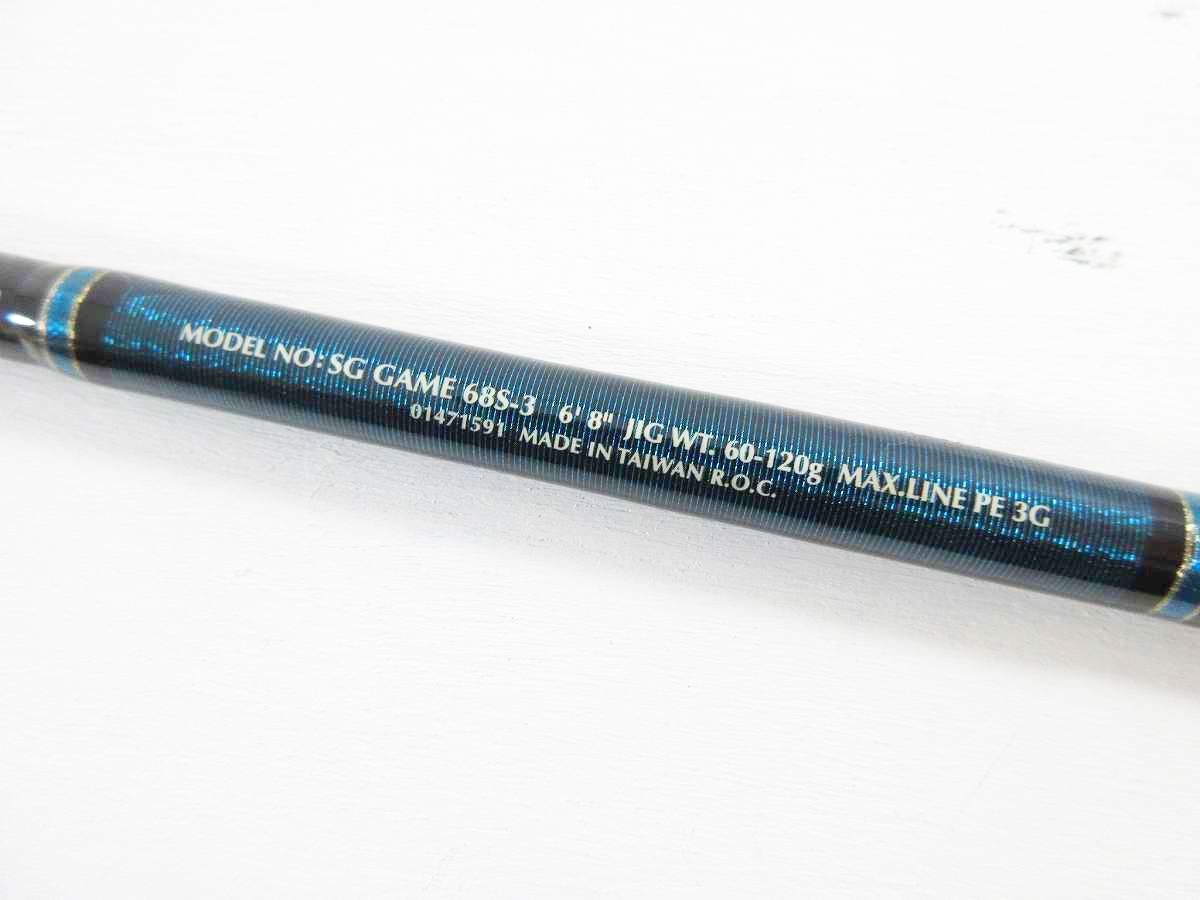 MODEL NO: SG GAME 68S-3 6' 8" JIG WT. 60-120g MAX.LINE PE 3G
01471591 MADE IN TAIWAN R.O.C.